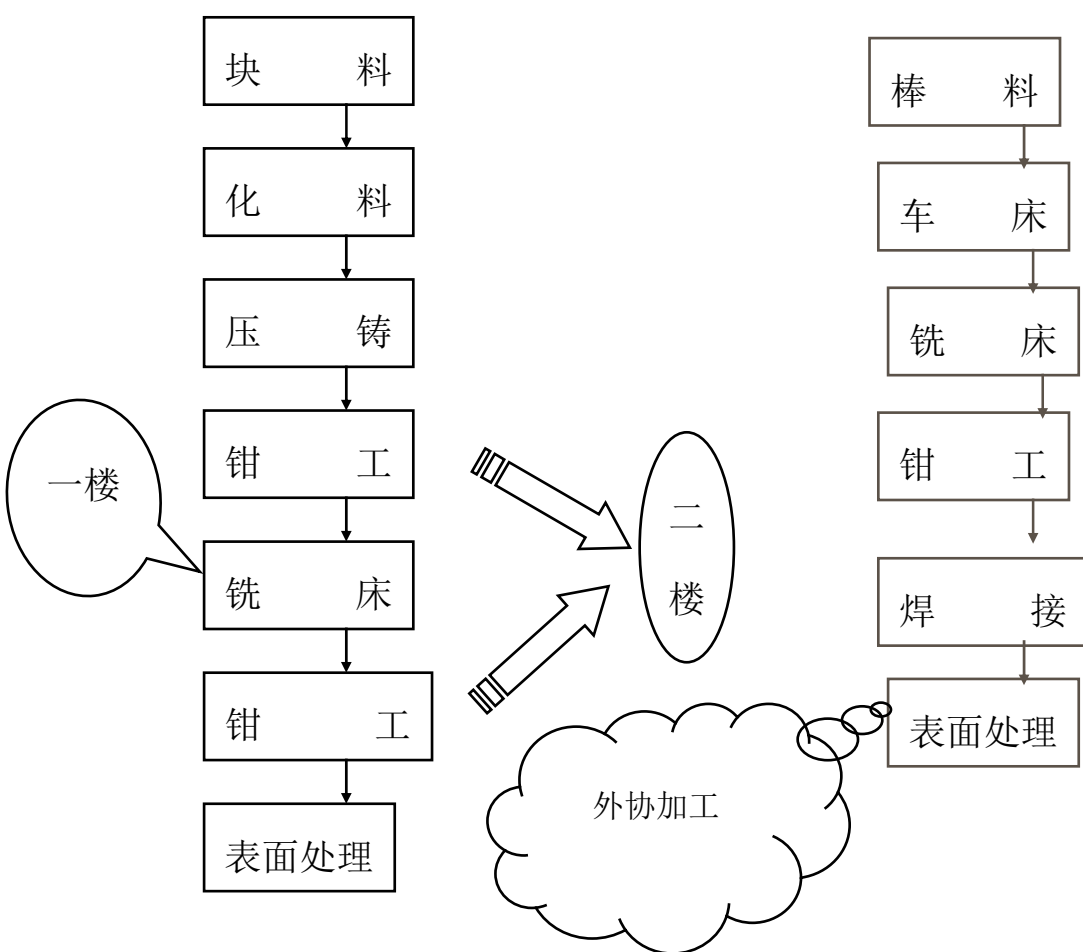 块 料
化 料
压 铸
钳 工
一楼
铣 床
钳 工
表面处理
二
楼
外协加工
棒 料
车 床
铣 床
钳 工
焊 接
表面处理